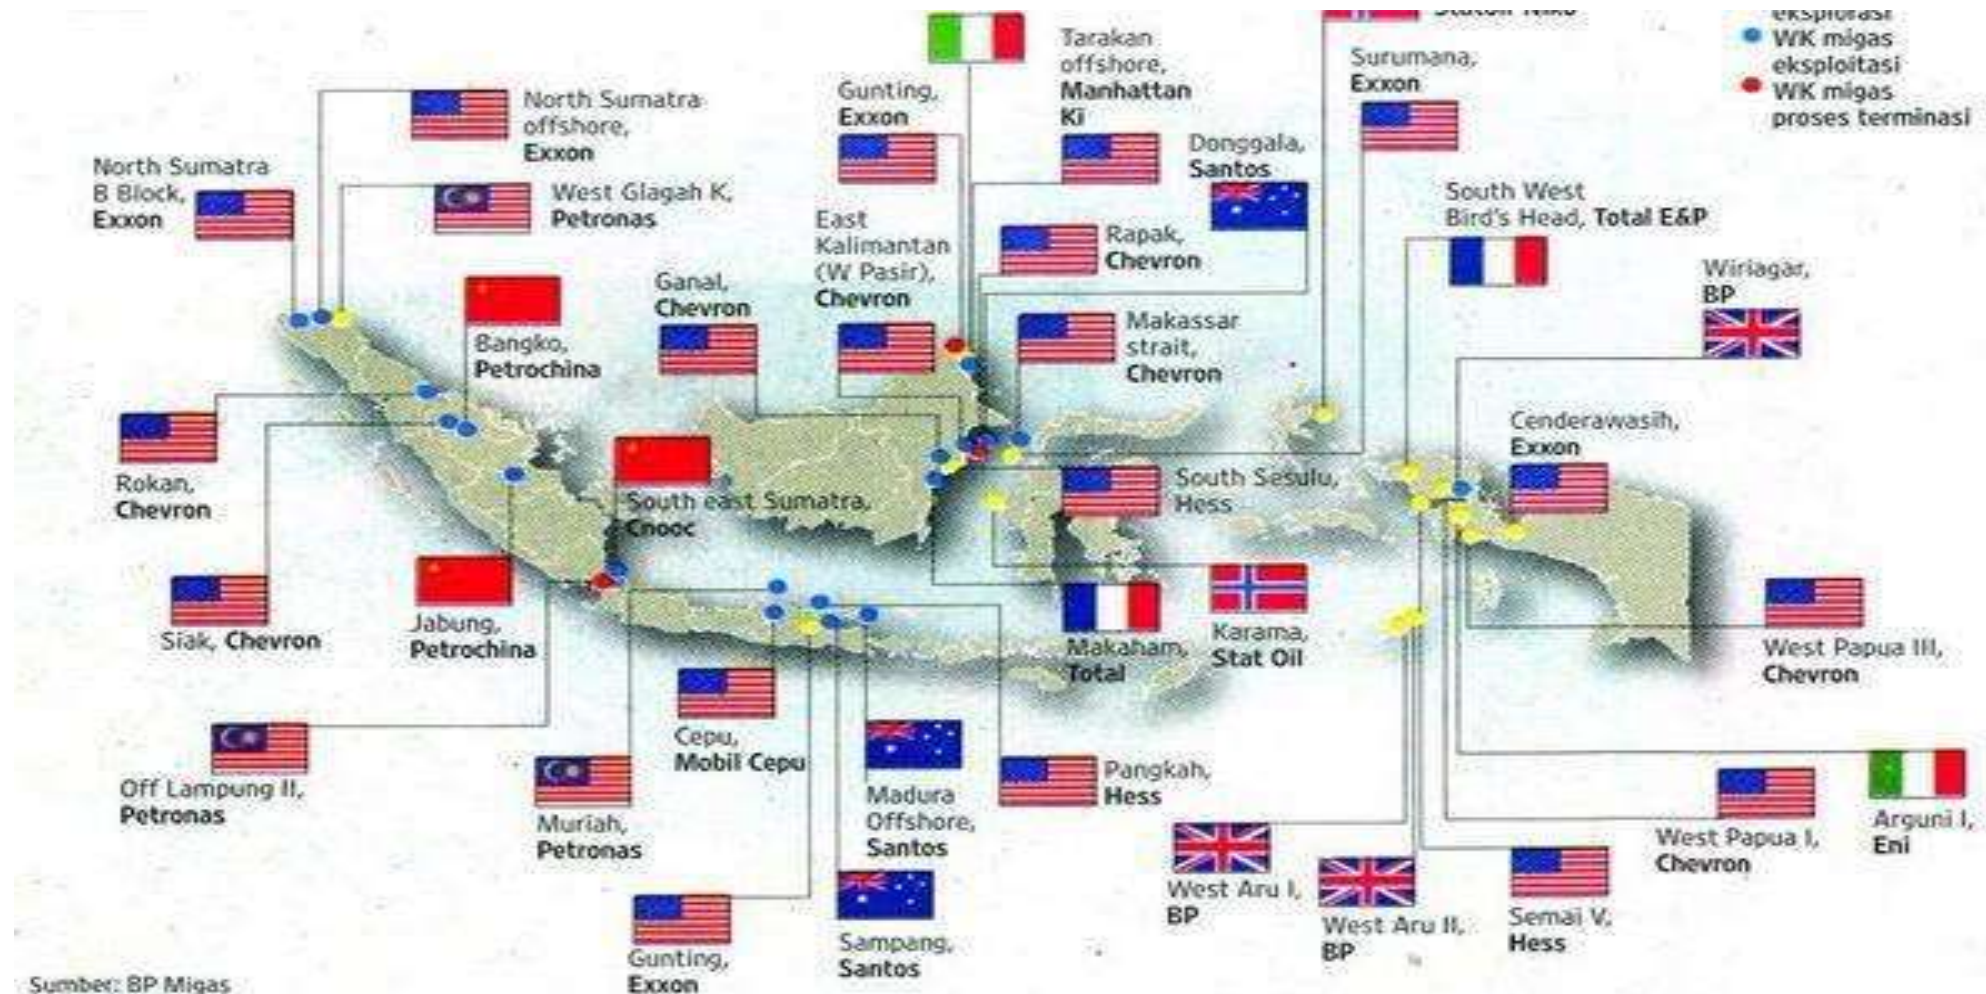 Statoil Niko
eksplorasi
WK migas
eksploitasi
WK migas
proses terminasi
Tarakan
offshore,
Manhattan
Ki
Surumana,
Exxon
Gunting,
Exxon
North Sumatra
offshore,
Exxon
Donggala,
Santos
North Sumatra
B Block,
Exxon
West Glagah K,
Petronas
South West
Bird's Head, Total E&P
East
Kalimantan
(W Pasir),
Chevron
Rapak,
Chevron
Wiriagar,
BP
Ganal,
Chevron
Makassar
strait,
Chevron
Bangko,
Petrochina
Cenderawasih,
Exxon
Rokan,
Chevron
South east Sumatra,
Cnooc
South Sesulu,
Hess
Siak, Chevron
Jabung,
Petrochina
Makaham,
Total
Karama,
Stat Oil
West Papua III,
Chevron
Cepu,
Mobil Cepu
Off Lampung II,
Petronas
Muriah,
Petronas
Madura
Offshore,
Santos
Pangkah,
Hess
West Papua I,
Chevron
Arguni I,
Eni
West Aru I,
BP
West Aru II,
BP
Semai V,
Hess
Gunting,
Exxon
Sampang,
Santos
Sumber: BP Migas